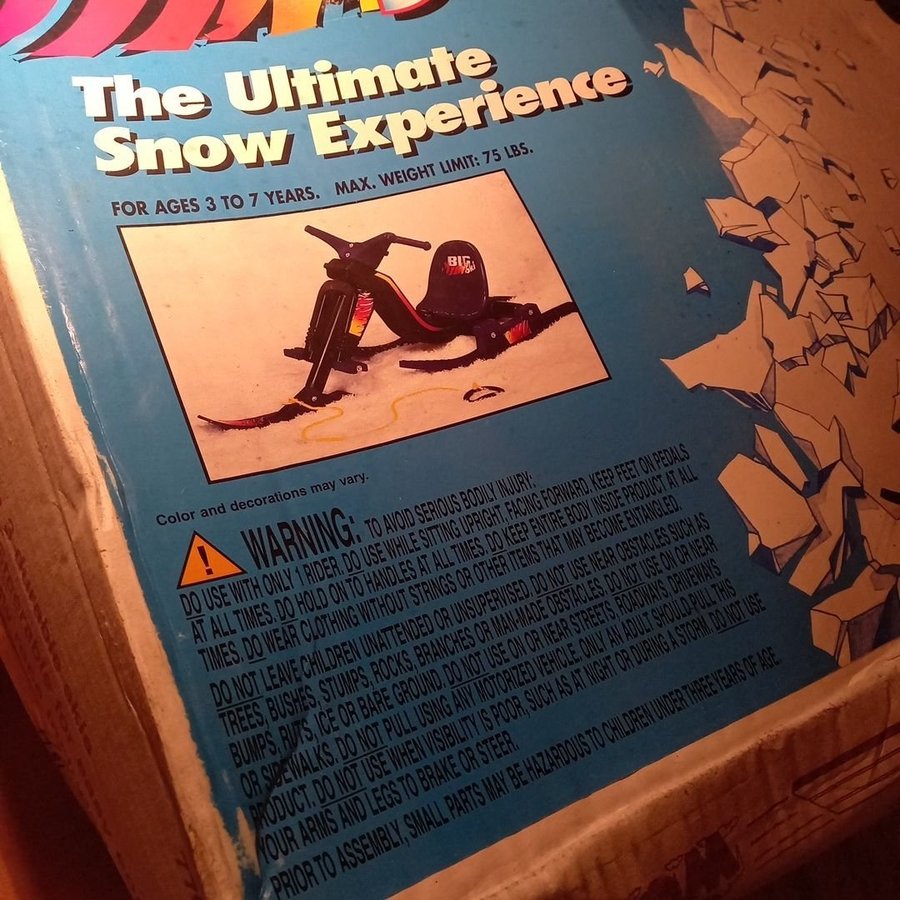 The Ultimate
Snow Experience
FOR AGES 3 TO 7 YEARS. MAX. WEIGHT LIMIT: 75 LBS.
BIG
Color and decorations may vary.
WARNING: TO AVOID SERIOUS BODILY INJURY:
DO USE WITH ONLY 1 RIDER. DO USE WHILE SITTING UPRIGHT, FACING FORWARD. KEEP FEET ON PEDALS
AT ALL TIMES. DO HOLD ON TO HANDLES AT ALL TIMES. DO KEEP ENTIRE BODY INSIDE PRODUCT AT ALL
TIMES. DO WEAR CLOTHING WITHOUT STRINGS OR OTHER ITEMS THAT MAY BECOME ENTANGLED.
DO NOT LEAVE CHILDREN UNATTENDED OR UNSUPERVISED. DO NOT USE NEAR OBSTACLES SUCH AS
TREES, BUSHES, STUMPS, ROCKS, BRANCHES OR MAN-MADE OBSTACLES. DO NOT USE ON OR NEAR
BUMPS, RUTS, ICE OR BARE GROUND. DO NOT USE ON OR NEAR STREETS, ROADWAYS, DRIVEWAYS
OR SIDEWALKS. DO NOT PULL USING ANY MOTORIZED VEHICLE. ONLY AN ADULT SHOULD PULL THIS
PRODUCT. DO NOT USE WHEN VISIBILITY IS POOR, SUCH AS AT NIGHT OR DURING A STORM. DO NOT USE
YOUR ARMS AND LEGS TO BRAKE OR STEER.
PRIOR TO ASSEMBLY, SMALL PARTS MAY BE HAZARDOUS TO CHILDREN UNDER THREE YEARS OF AGE.